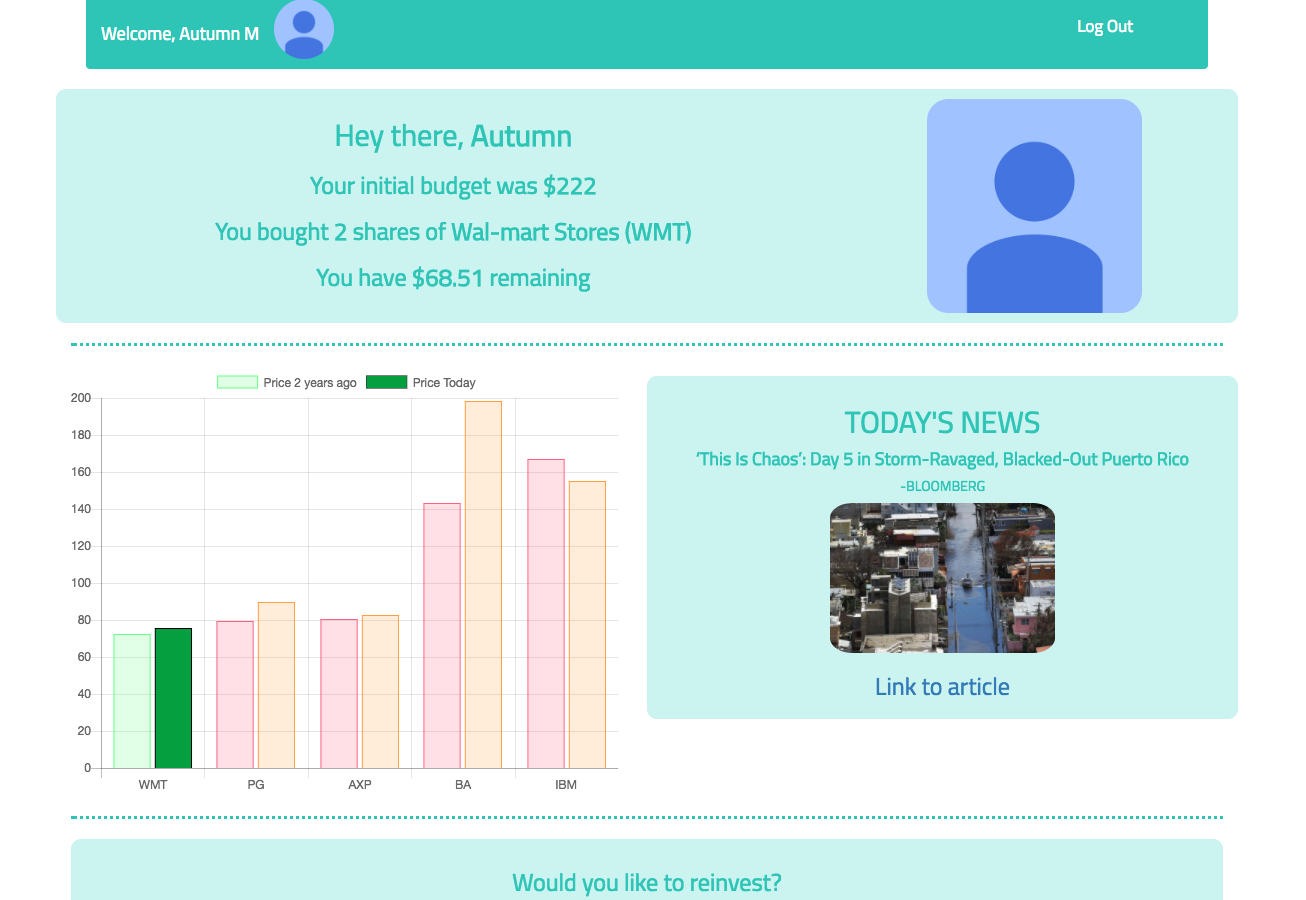 Welcome, Autumn M
Log Out
Hey there, Autumn
Your initial budget was $222
You bought 2 shares of Wal-mart Stores (WMT)
You have $68.51 remaining
Price 2 years ago
Price Today
200
180
160
140
120
100
80
60
40
20
0
WMT
PG
AXP
BA
IBM
TODAY'S NEWS
‘This Is Chaos’: Day 5 in Storm-Ravaged, Blacked-Out Puerto Rico
-BLOOMBERG
Link to article
Would you like to reinvest?